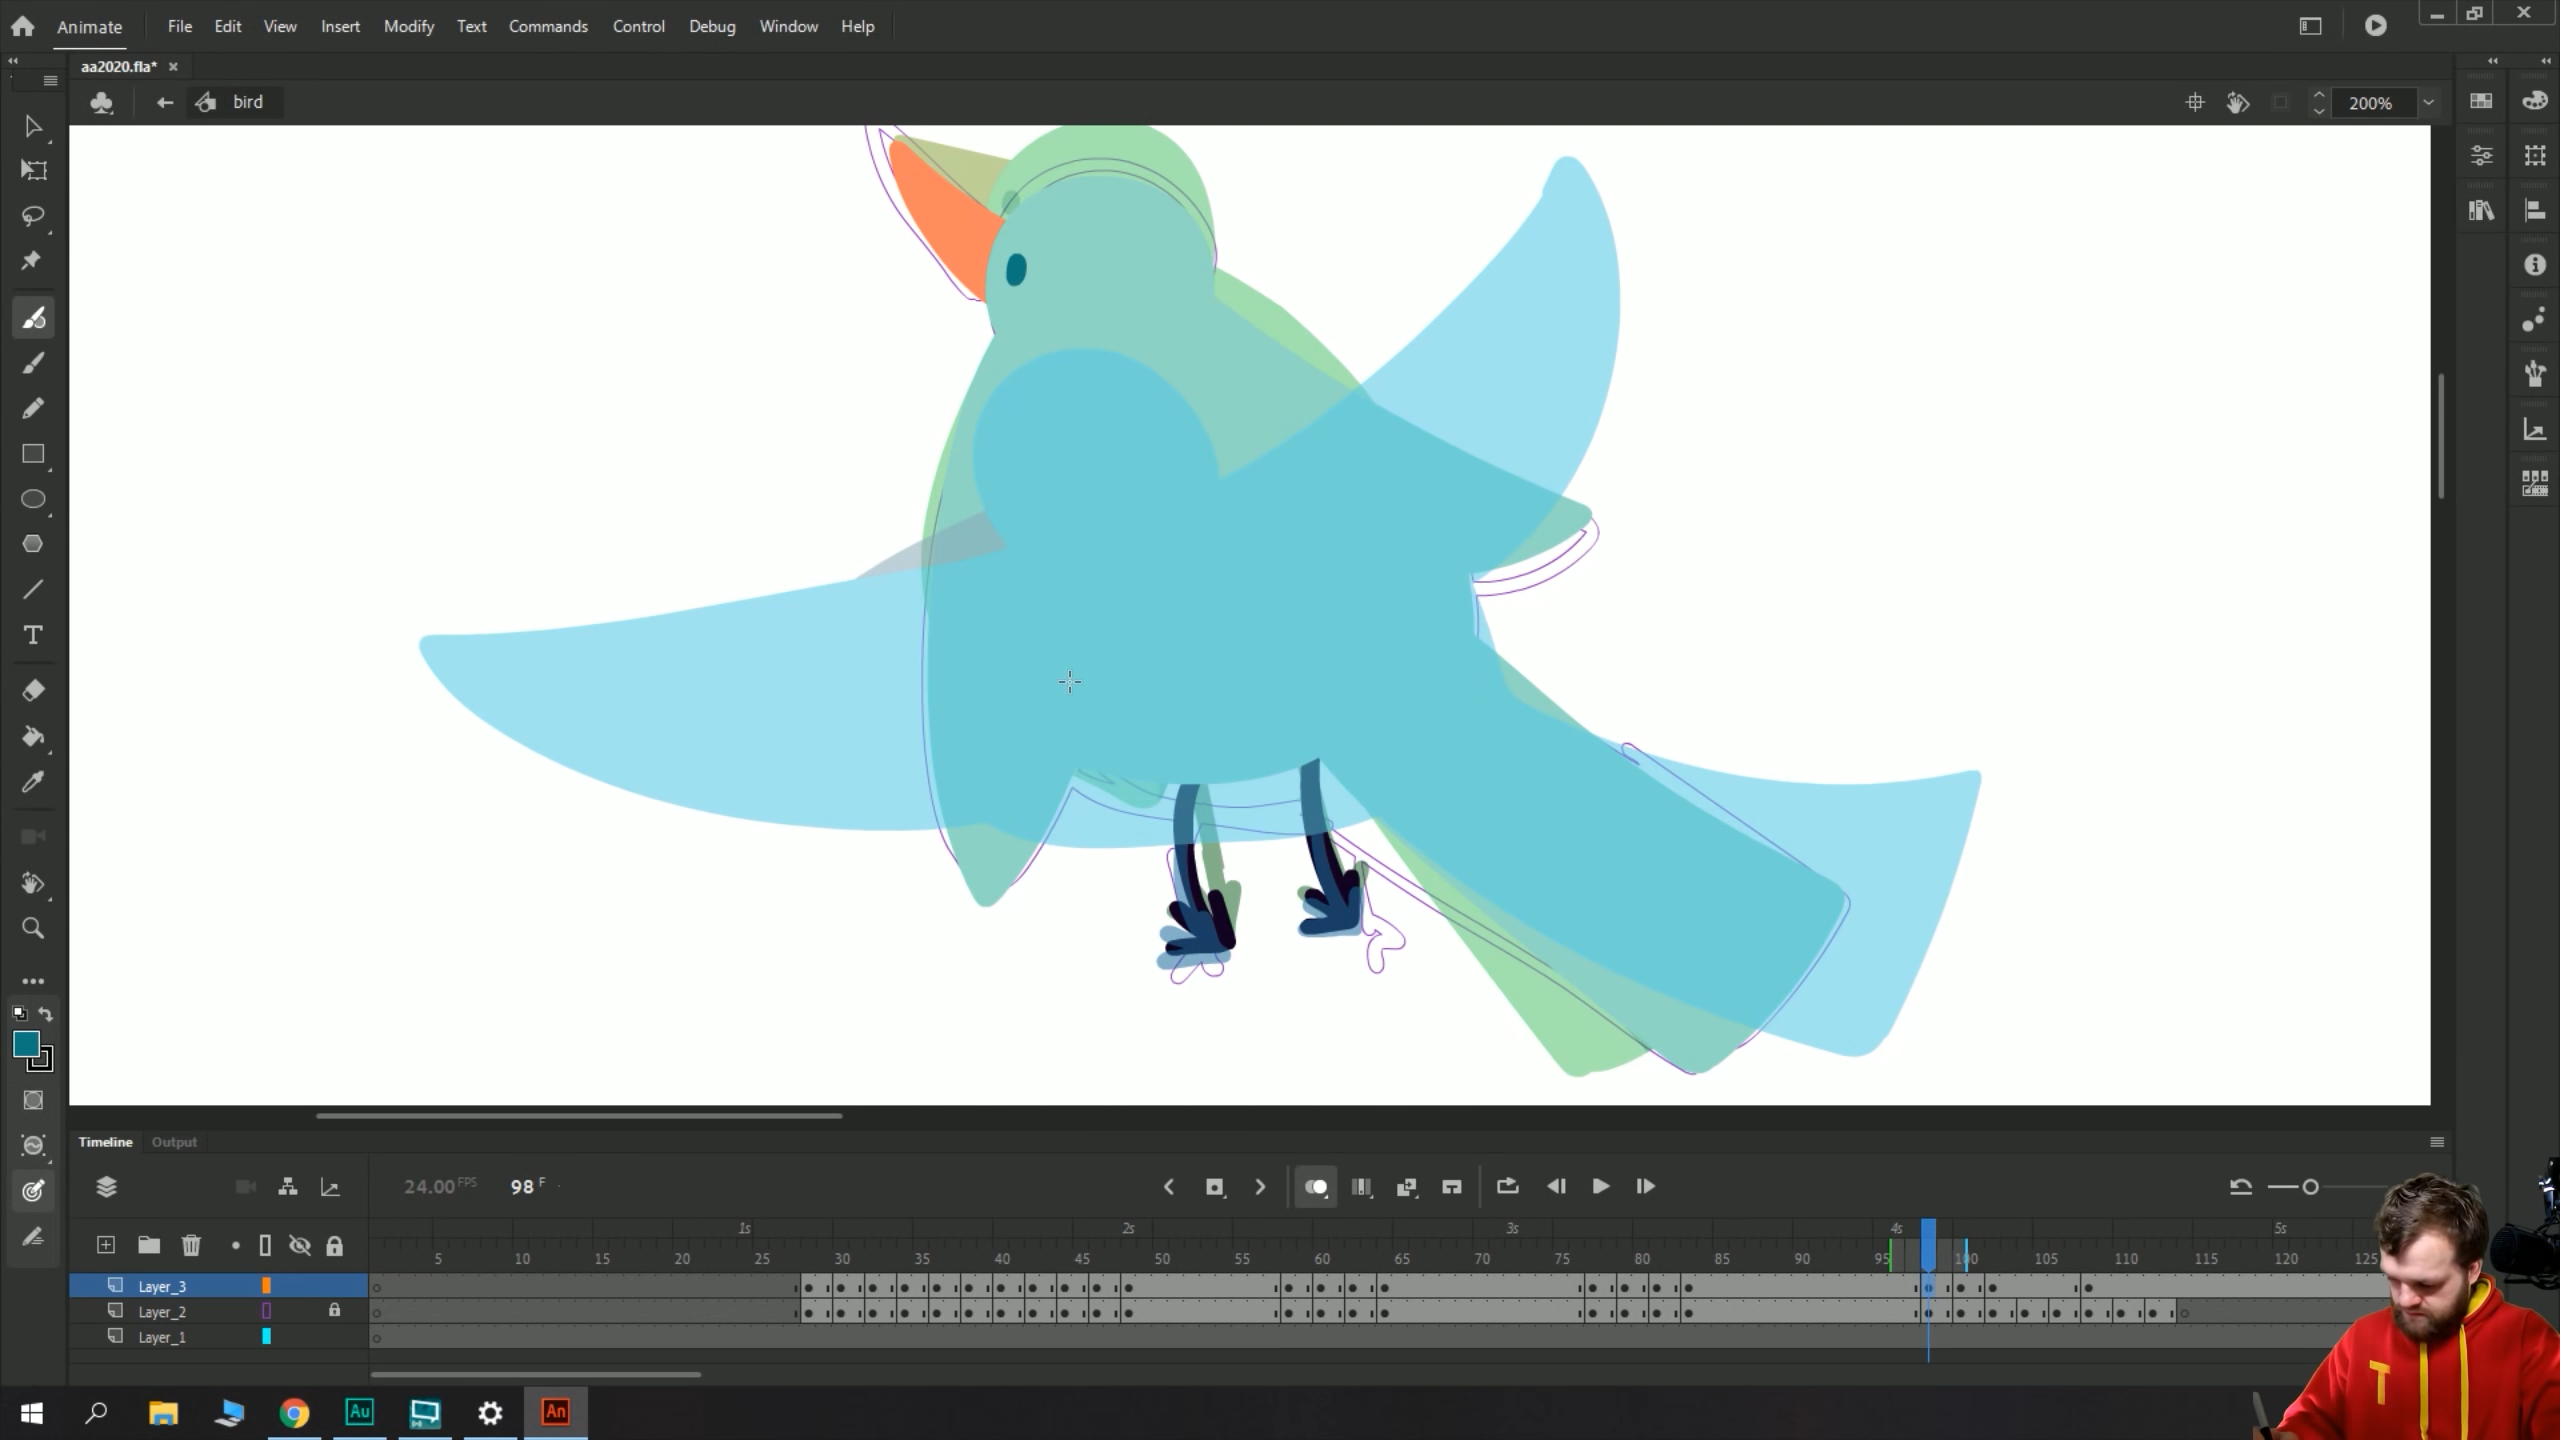 Animate File Edit View Insert Modify Text Commands Control Debug Window Help
aa2020.fla*
bird 200%
T
Timeline Output
24.00 FPS 98 F
1s 2s 3s 4s 5s
5 10 15 20 25 30 35 40 45 50 55 60 65 70 75 80 85 90 95 100 105 110 115 120 125
Layer_3
Layer_2
Layer_1
T
Au An